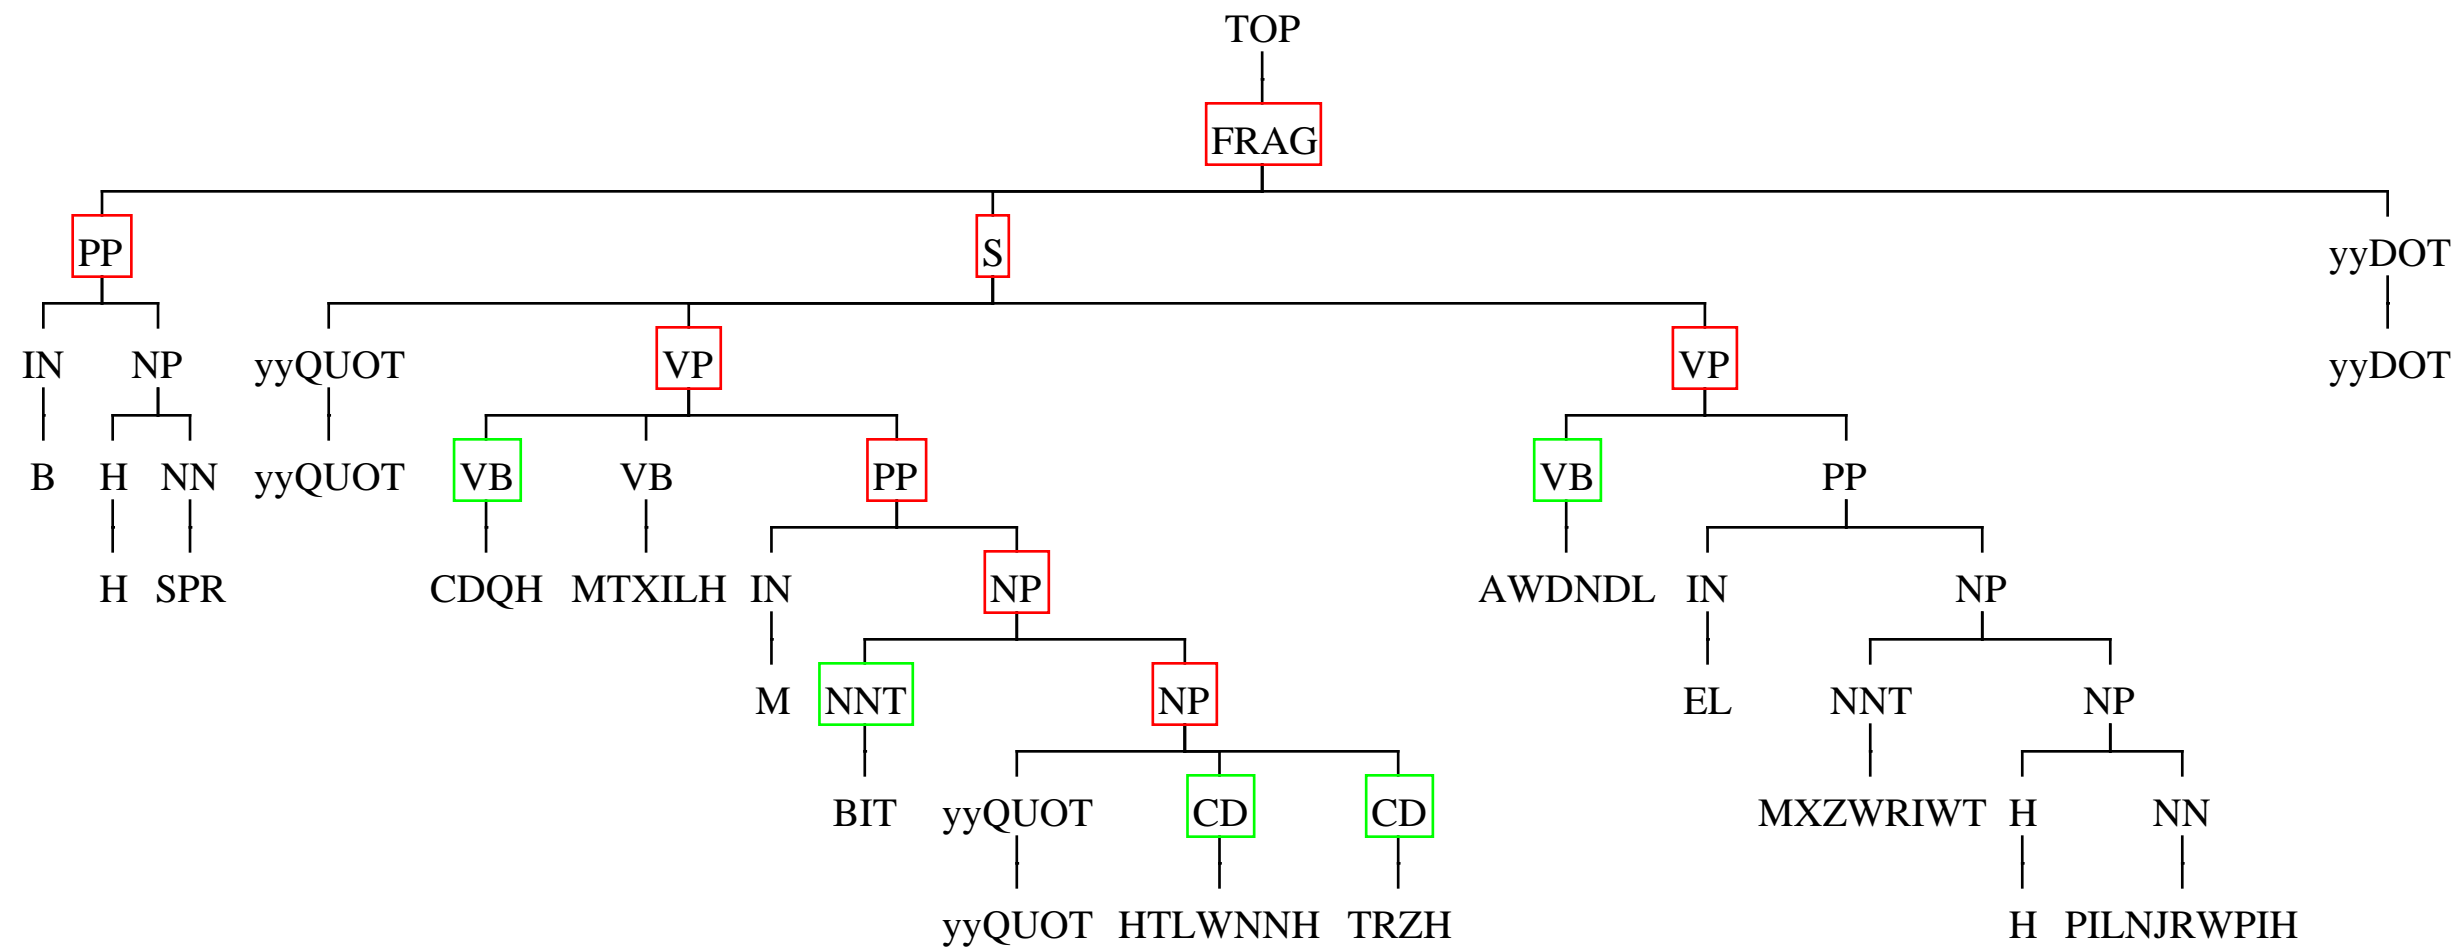 TOP
FRAG
PP S yyDOT
IN NP yyQUOT VP VP yyDOT
B H NN yyQUOT VB VB PP VB PP
H SPR CDQH MTXILH IN NP AWDNDL IN NP
M NNT NP EL NNT NP
BIT yyQUOT CD CD MXZWRIWT H NN
yyQUOT HTLWNNH TRZH H PILNJRWPIH